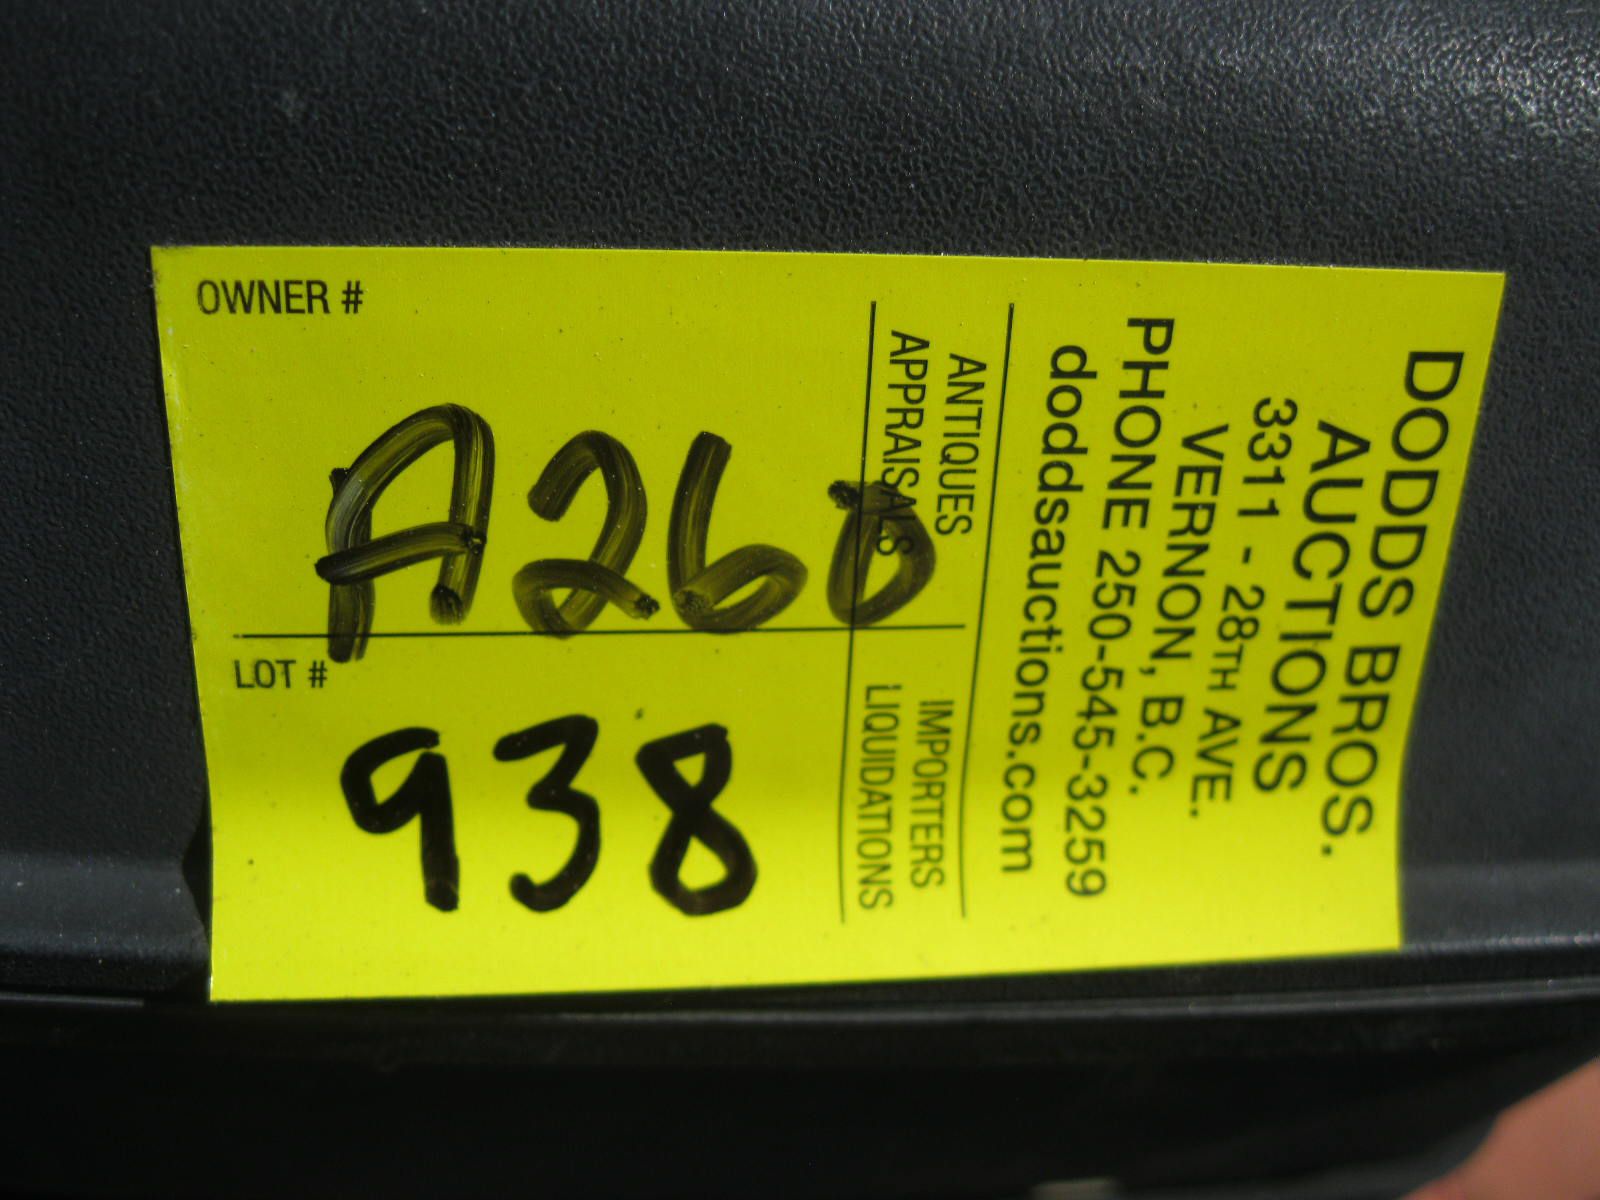 OWNER #
A260
LOT #
938
DODDS BROS.
AUCTIONS
3311 - 28TH AVE.
VERNON, B.C.
PHONE 250-545-3259
doddsauctions.com
ANTIQUES
APPRAISALS
IMPORTERS
LIQUIDATIONS